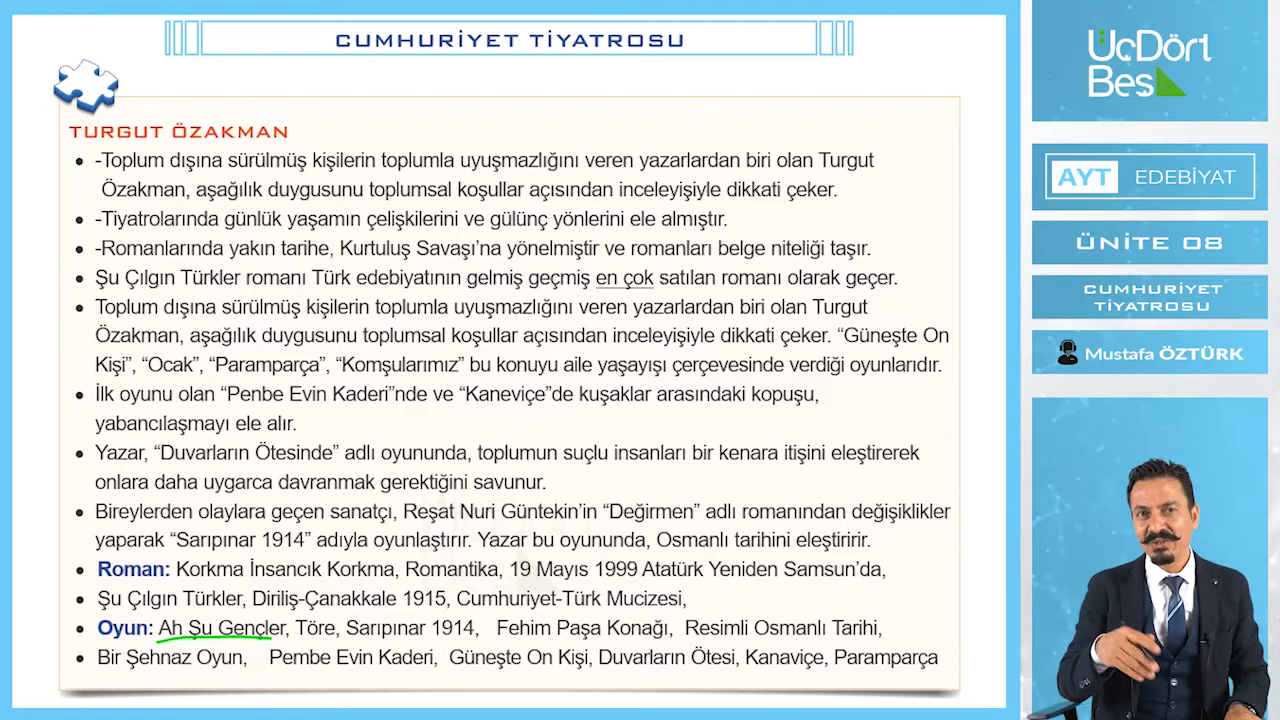 CUMHURİYET TİYATROSU
TURGUT ÖZAKMAN
• -Toplum dışına sürülmüş kişilerin toplumla uyuşmazlığını veren yazarlardan biri olan Turgut
Özakman, aşağılık duygusunu toplumsal koşullar açısından inceleyişiyle dikkati çeker.
• -Tiyatrolarında günlük yaşamın çelişkilerini ve gülünç yönlerini ele almıştır.
• -Romanlarında yakın tarihe, Kurtuluş Savaşı’na yönelmiştir ve romanları belge niteliği taşır.
• Şu Çılgın Türkler romanı Türk edebiyatının gelmiş geçmiş en çok satılan romanı olarak geçer.
• Toplum dışına sürülmüş kişilerin toplumla uyuşmazlığını veren yazarlardan biri olan Turgut
Özakman, aşağılık duygusunu toplumsal koşullar açısından inceleyişiyle dikkati çeker. “Güneşte On
Kişi”, “Ocak”, “Paramparça”, “Komşularımız” bu konuyu aile yaşayışı çerçevesinde verdiği oyunlarıdır.
• İlk oyunu olan “Penbe Evin Kaderi”nde ve “Kaneviçe”de kuşaklar arasındaki kopuşu,
yabancılaşmayı ele alır.
• Yazar, “Duvarların Ötesinde” adlı oyununda, toplumun suçlu insanları bir kenara itişini eleştirerek
onlara daha uygarca davranmak gerektiğini savunur.
• Bireylerden olaylara geçen sanatçı, Reşat Nuri Güntekin’in “Değirmen” adlı romanından değişiklikler
yaparak “Sarıpınar 1914” adıyla oyunlaştırır. Yazar bu oyununda, Osmanlı tarihini eleştiririr.
• Roman: Korkma İnsancık Korkma, Romantika, 19 Mayıs 1999 Atatürk Yeniden Samsun’da,
• Şu Çılgın Türkler, Diriliş-Çanakkale 1915, Cumhuriyet-Türk Mucizesi,
• Oyun: Ah Şu Gençler, Töre, Sarıpınar 1914, Fehim Paşa Konağı, Resimli Osmanlı Tarihi,
• Bir Şehnaz Oyun, Pembe Evin Kaderi, Güneşte On Kişi, Duvarların Ötesi, Kanaviçe, Paramparça
ÜçDört
Beş
AYT EDEBİYAT
ÜNİTE 08
CUMHURİYET
TİYATROSU
Mustafa ÖZTÜRK